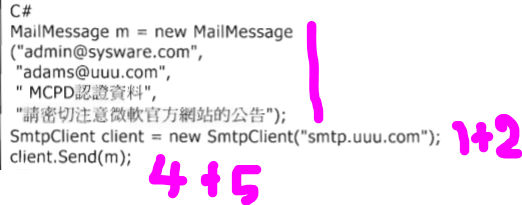 C#
MailMessage m = new MailMessage
("admin@sysware.com",
"adams@uuu.com",
" MCPD認證資料",
"請密切注意微軟官方網站的公告");
SmtpClient client = new SmtpClient("smtp.uuu.com"); 1+2
client.Send(m);
4+5